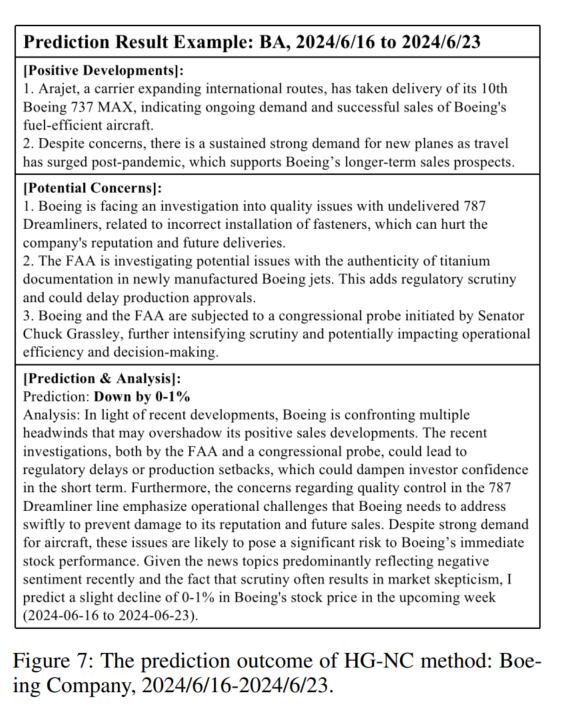 Prediction Result Example: BA, 2024/6/16 to 2024/6/23
[Positive Developments]:
1. Arajet, a carrier expanding international routes, has taken delivery of its 10th
Boeing 737 MAX, indicating ongoing demand and successful sales of Boeing's
fuel-efficient aircraft.
2. Despite concerns, there is a sustained strong demand for new planes as travel
has surged post-pandemic, which supports Boeing’s longer-term sales prospects.
[Potential Concerns]:
1. Boeing is facing an investigation into quality issues with undelivered 787
Dreamliners, related to incorrect installation of fasteners, which can hurt the
company's reputation and future deliveries.
2. The FAA is investigating potential issues with the authenticity of titanium
documentation in newly manufactured Boeing jets. This adds regulatory scrutiny
and could delay production approvals.
3. Boeing and the FAA are subjected to a congressional probe initiated by Senator
Chuck Grassley, further intensifying scrutiny and potentially impacting operational
efficiency and decision-making.
[Prediction & Analysis]:
Prediction: Down by 0-1%
Analysis: In light of recent developments, Boeing is confronting multiple
headwinds that may overshadow its positive sales developments. The recent
investigations, both by the FAA and a congressional probe, could lead to
regulatory delays or production setbacks, which could dampen investor confidence
in the short term. Furthermore, the concerns regarding quality control in the 787
Dreamliner line emphasize operational challenges that Boeing needs to address
swiftly to prevent damage to its reputation and future sales. Despite strong demand
for aircraft, these issues are likely to pose a significant risk to Boeing’s immediate
stock performance. Given the news topics predominantly reflecting negative
sentiment recently and the fact that scrutiny often results in market skepticism, I
predict a slight decline of 0-1% in Boeing's stock price in the upcoming week
(2024-06-16 to 2024-06-23).
Figure 7: The prediction outcome of HG-NC method: Boe-
ing Company, 2024/6/16-2024/6/23.